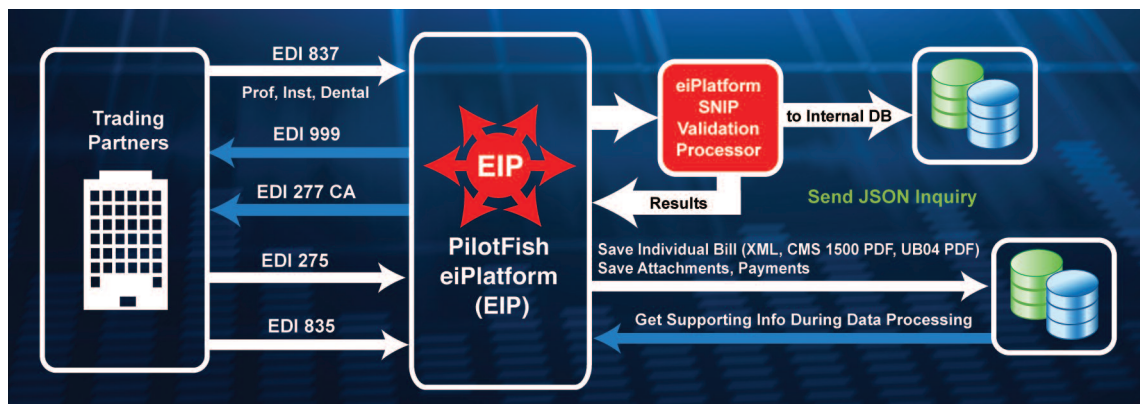 Trading
Partners
EDI 837
Prof, Inst, Dental
EDI 999
EDI 277 CA
EDI 275
EDI 835
EIP
PilotFish
eiPlatform
(EIP)
eiPlatform
SNIP
Validation
Processor
to Internal DB
Results
Send JSON Inquiry
Save Individual Bill (XML, CMS 1500 PDF, UB04 PDF)
Save Attachments, Payments
Get Supporting Info During Data Processing